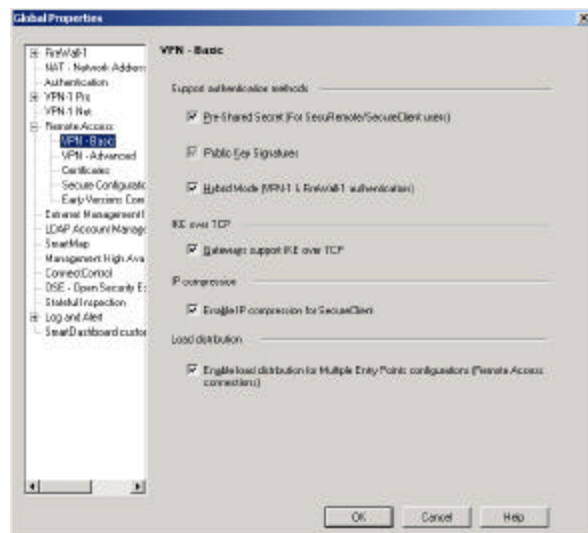 Global Properties
FireWall-1
NAT - Network Addres
Authentication
VPN-1 Pro
VPN-1 Net
Remote Access
VPN - Basic
VPN - Advanced
Certificates
Secure Configuratio
Early Versions Com
Extranet Management I
LDAP Account Manag
SmartMap
Management High Ava
ConnectControl
OSE - Open Security E
Stateful Inspection
Log and Alert
SmartDashboard custor
VPN - Basic
Support authentication methods
Pre-Shared Secret (For SecuRemote/SecureClient users)
Public Key Signatures
Hybrid Mode (VPN-1 & FireWall-1 authentication)
IKE over TCP
Gateways support IKE over TCP
IP compression
Enable IP compression for SecureClient
Load distribution
Enable load distribution for Multiple Entry Points configurations (Remote Access
connections)
OK
Cancel
Help